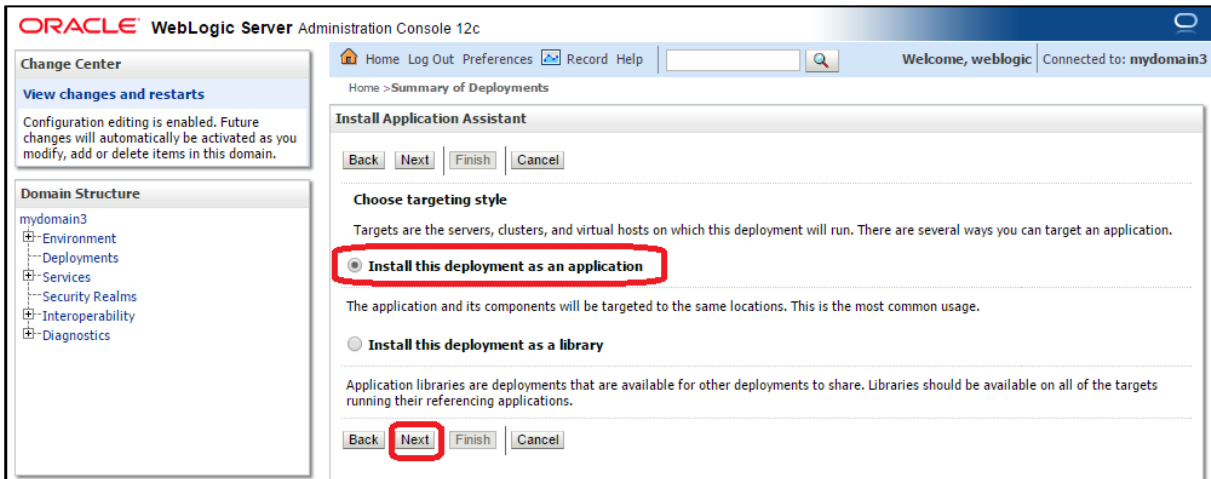 ORACLE WebLogic Server Administration Console 12c
Change Center
View changes and restarts
Configuration editing is enabled. Future
changes will automatically be activated as you
modify, add or delete items in this domain.
Domain Structure
mydomain3
Environment
Deployments
Services
Security Realms
Interoperability
Diagnostics
Home Log Out Preferences Record Help
Welcome, weblogic Connected to: mydomain3
Home >Summary of Deployments
Install Application Assistant
Back Next Finish Cancel
Choose targeting style
Targets are the servers, clusters, and virtual hosts on which this deployment will run. There are several ways you can target an application.
Install this deployment as an application
The application and its components will be targeted to the same locations. This is the most common usage.
Install this deployment as a library
Application libraries are deployments that are available for other deployments to share. Libraries should be available on all of the targets
running their referencing applications.
Back Next Finish Cancel